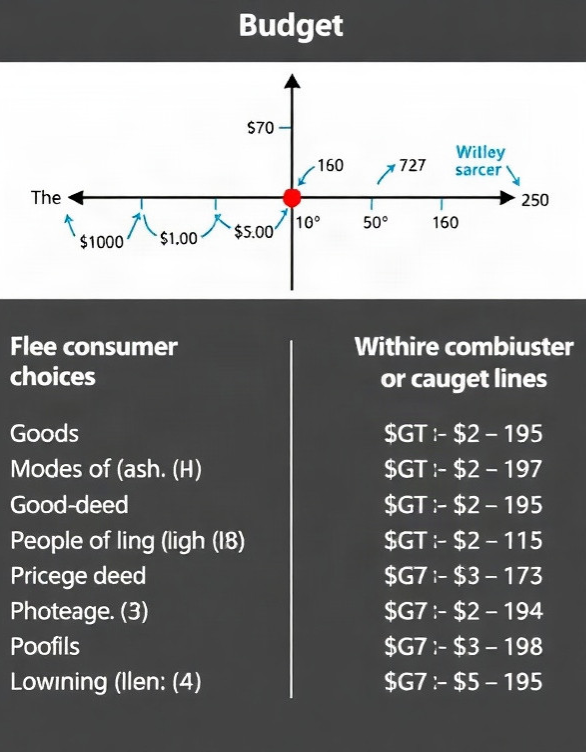 Budget
$70
160
727
Witley
sarcer
The
250
$1000
$1.00
$5.00
10°
50°
160
Flee consumer
choices
Withire combiuster
or cauget lines
Goods
$GT :- $2 – 195
Modes of (ash. (H)
$GT :- $2 – 197
Good-deed
$GT :- $2 – 195
People of ling (ligh (l8)
$GT :- $2 – 115
Pricege deed
$G7 :- $3 – 173
Photeage. (3)
$G7 :- $2 – 194
Poofils
$G7 :- $3 – 198
Lowining (llen: (4)
$G7 :- $5 – 195